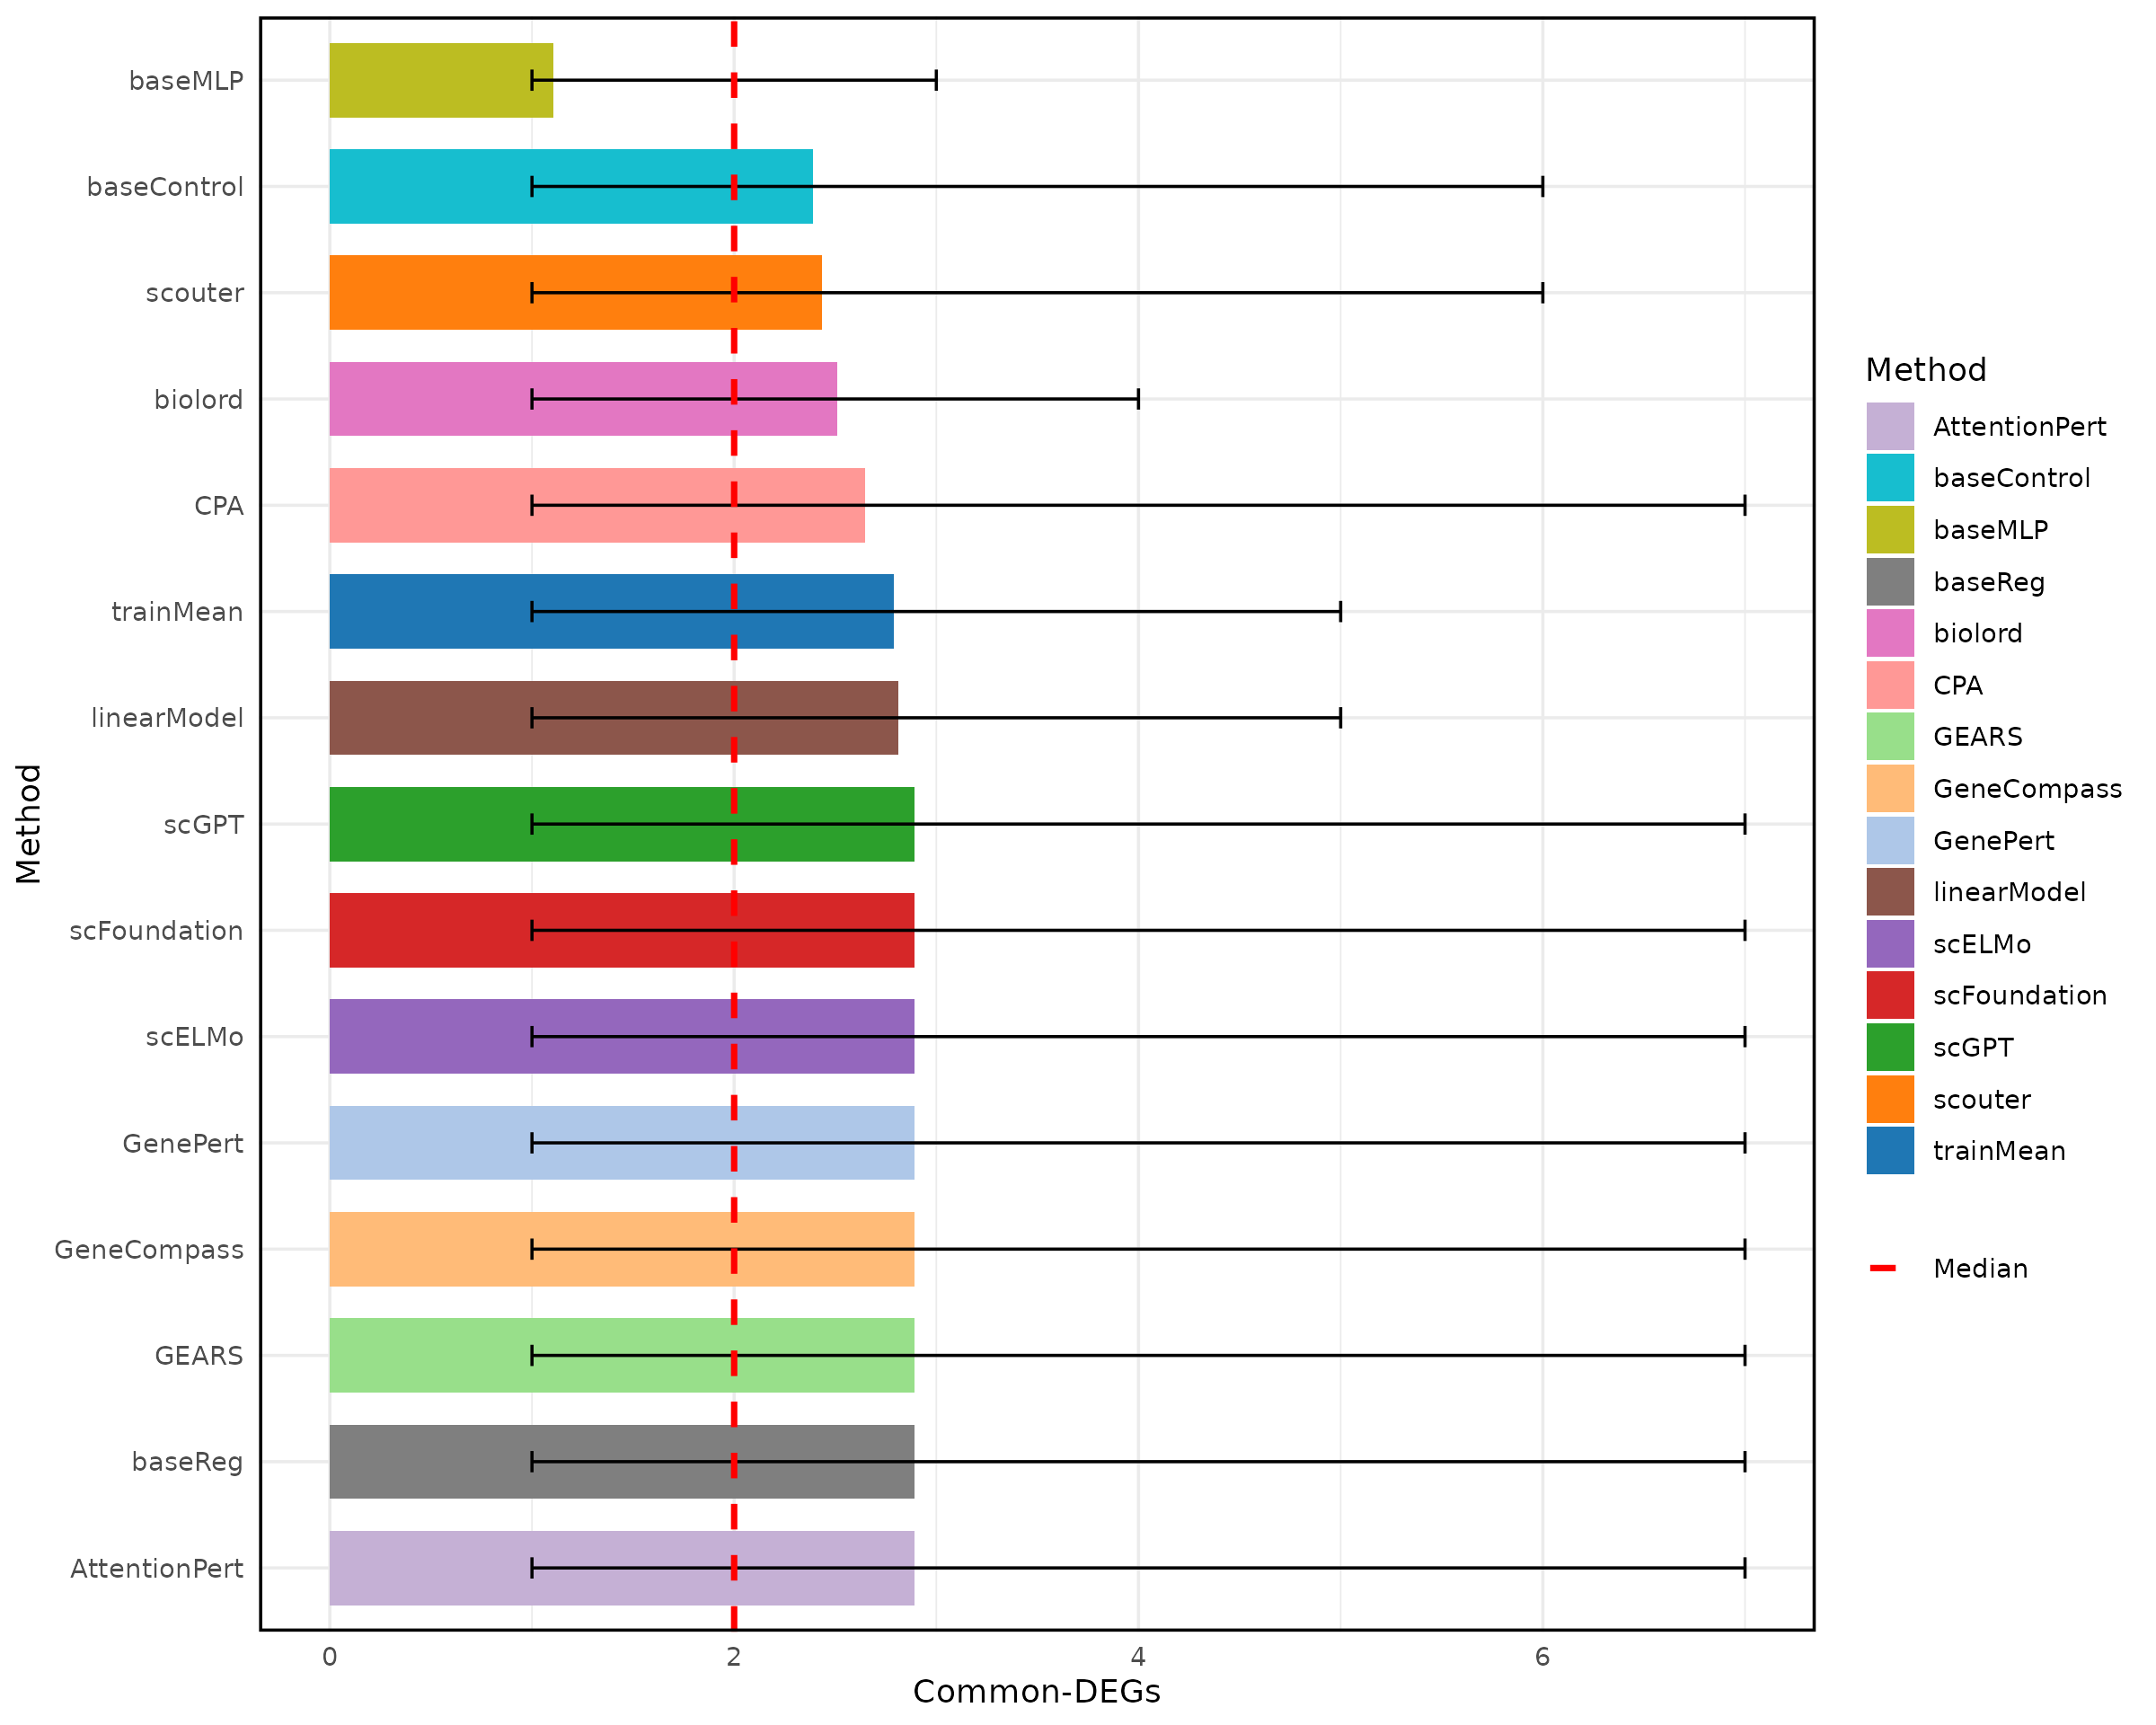 baseMLP
baseControl
scouter
biolord
CPA
trainMean
linearModel
scGPT
scFoundation
scELMo
GenePert
GeneCompass
GEARS
baseReg
AttentionPert
Method
0 2 4 6
Common-DEGs
Method
AttentionPert
baseControl
baseMLP
baseReg
biolord
CPA
GEARS
GeneCompass
GenePert
linearModel
scELMo
scFoundation
scGPT
scouter
trainMean
Median